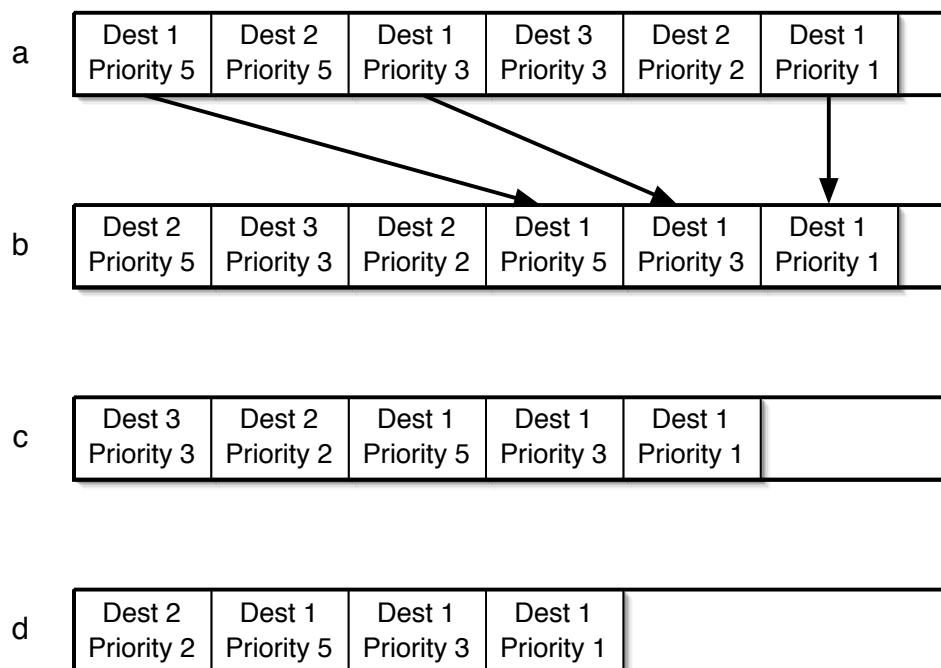 a
Dest 1 Dest 2 Dest 1 Dest 3 Dest 2 Dest 1
Priority 5 Priority 5 Priority 3 Priority 3 Priority 2 Priority 1
b
Dest 2 Dest 3 Dest 2 Dest 1 Dest 1 Dest 1
Priority 5 Priority 3 Priority 2 Priority 5 Priority 3 Priority 1
c
Dest 3 Dest 2 Dest 1 Dest 1 Dest 1
Priority 3 Priority 2 Priority 5 Priority 3 Priority 1
d
Dest 2 Dest 1 Dest 1 Dest 1
Priority 2 Priority 5 Priority 3 Priority 1